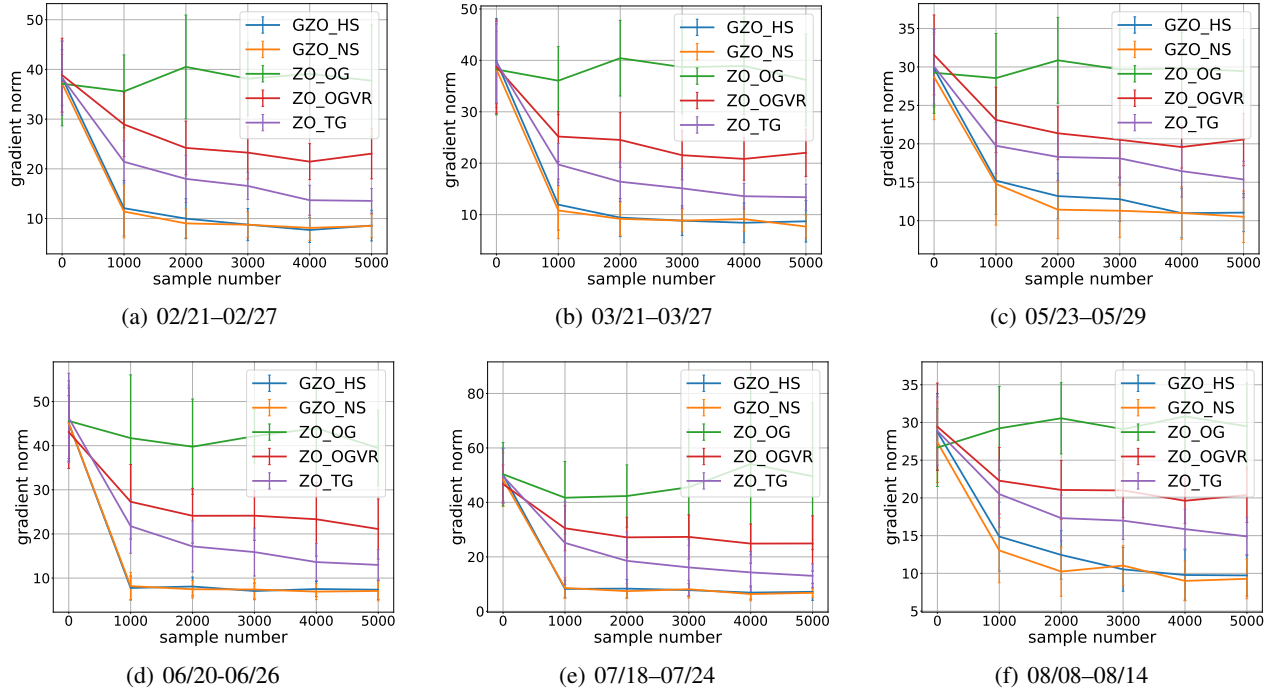 50
40
30
20
10
gradient norm
GZO_HS
GZO_NS
ZO_OG
ZO_OGVR
ZO_TG
0 1000 2000 3000 4000 5000
sample number
(a) 02/21–02/27
50
40
30
20
10
0
gradient norm
GZO_HS
GZO_NS
ZO_OG
ZO_OGVR
ZO_TG
0 1000 2000 3000 4000 5000
sample number
(b) 03/21–03/27
35
30
25
20
15
10
gradient norm
GZO_HS
GZO_NS
ZO_OG
ZO_OGVR
ZO_TG
0 1000 2000 3000 4000 5000
sample number
(c) 05/23–05/29
50
40
30
20
10
gradient norm
GZO_HS
GZO_NS
ZO_OG
ZO_OGVR
ZO_TG
0 1000 2000 3000 4000 5000
sample number
(d) 06/20-06/26
80
60
40
20
0
gradient norm
GZO_HS
GZO_NS
ZO_OG
ZO_OGVR
ZO_TG
0 1000 2000 3000 4000 5000
sample number
(e) 07/18–07/24
35
30
25
20
15
10
5
gradient norm
GZO_HS
GZO_NS
ZO_OG
ZO_OGVR
ZO_TG
0 1000 2000 3000 4000 5000
sample number
(f) 08/08–08/14